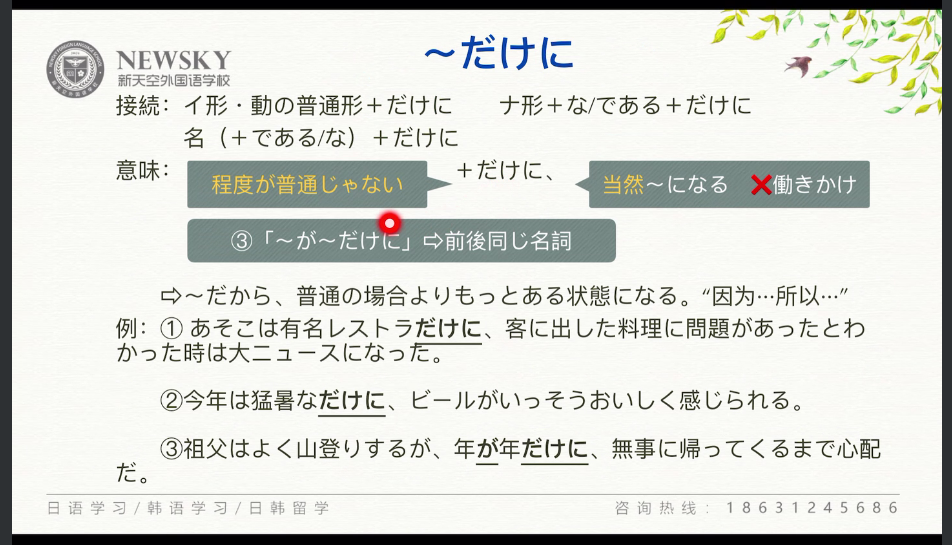 ～だけに
NEWSKY
新天空外国语学校
接続：イ形・動の普通形＋だけに　　ナ形＋な/である＋だけに
名（＋である/な）＋だけに
意味：
程度が普通じゃない
＋だけに、
当然～になる　❌働きかけ
③「～が～だけに」⇨前後同じ名詞
⇨～だから、普通の場合よりもっとある状態になる。“因为…所以…”
例：① あそこは有名レストラだけに、客に出した料理に問題があったとわ
かった時は大ニュースになった。
②今年は猛暑なだけに、ビールがいっそうおいしく感じられる。
③祖父はよく山登りするが、年が年だけに、無事に帰ってくるまで心配
だ。
日语学习/韩语学习/日韩留学
咨询热线：18631245686